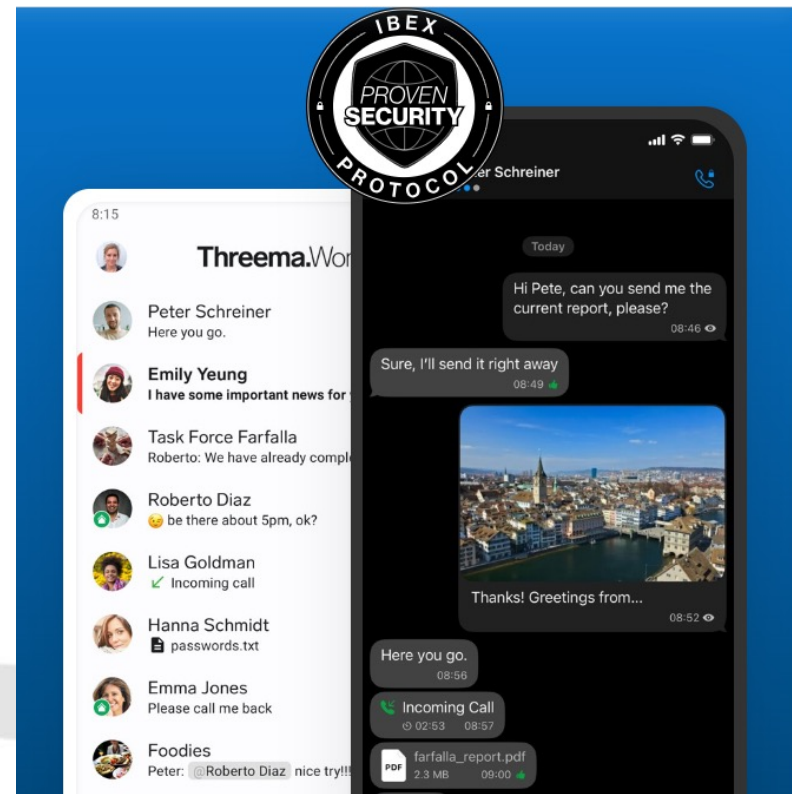 IBEX
PROVEN
SECURITY
PROTOCOL
8:15
Threema.Wor
Peter Schreiner
Here you go.
Emily Yeung
I have some important news for
Task Force Farfalla
Roberto: We have already compl
Roberto Diaz
😉 be there about 5pm, ok?
Lisa Goldman
Incoming call
Hanna Schmidt
passwords.txt
Emma Jones
Please call me back
Foodies
Peter: @Roberto Diaz nice try!!!
er Schreiner
Today
Hi Pete, can you send me the
current report, please?
08:46
Sure, I'll send it right away
08:49
Thanks! Greetings from...
08:52
Here you go.
08:56
Incoming Call
02:53 08:57
PDF
farfalla_report.pdf
2.3 MB 09:00